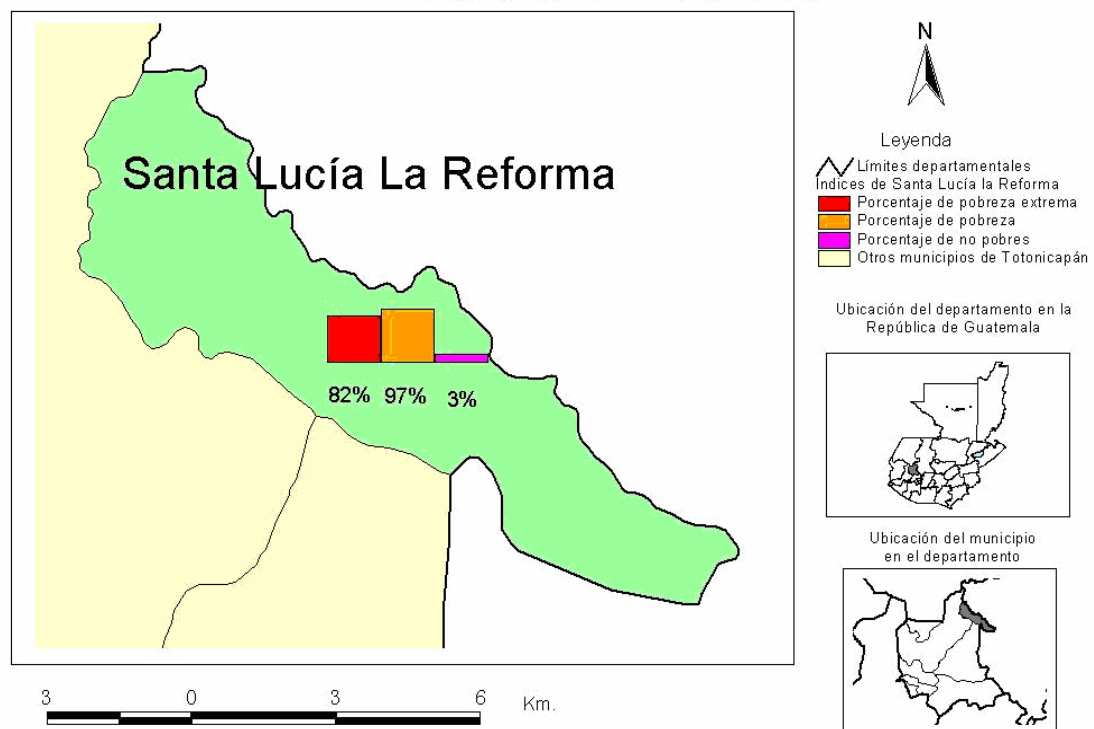 Santa Lucía La Reforma
82% 97% 3%
3 0 3 6 Km.
N
Leyenda
Límites departamentales
Indices de Santa Lucía la Reforma
Porcentaje de pobreza extrema
Porcentaje de pobreza
Porcentaje de no pobres
Otros municipios de Totonicapán
Ubicación del departamento en la
República de Guatemala
Ubicación del municipio
en el departamento